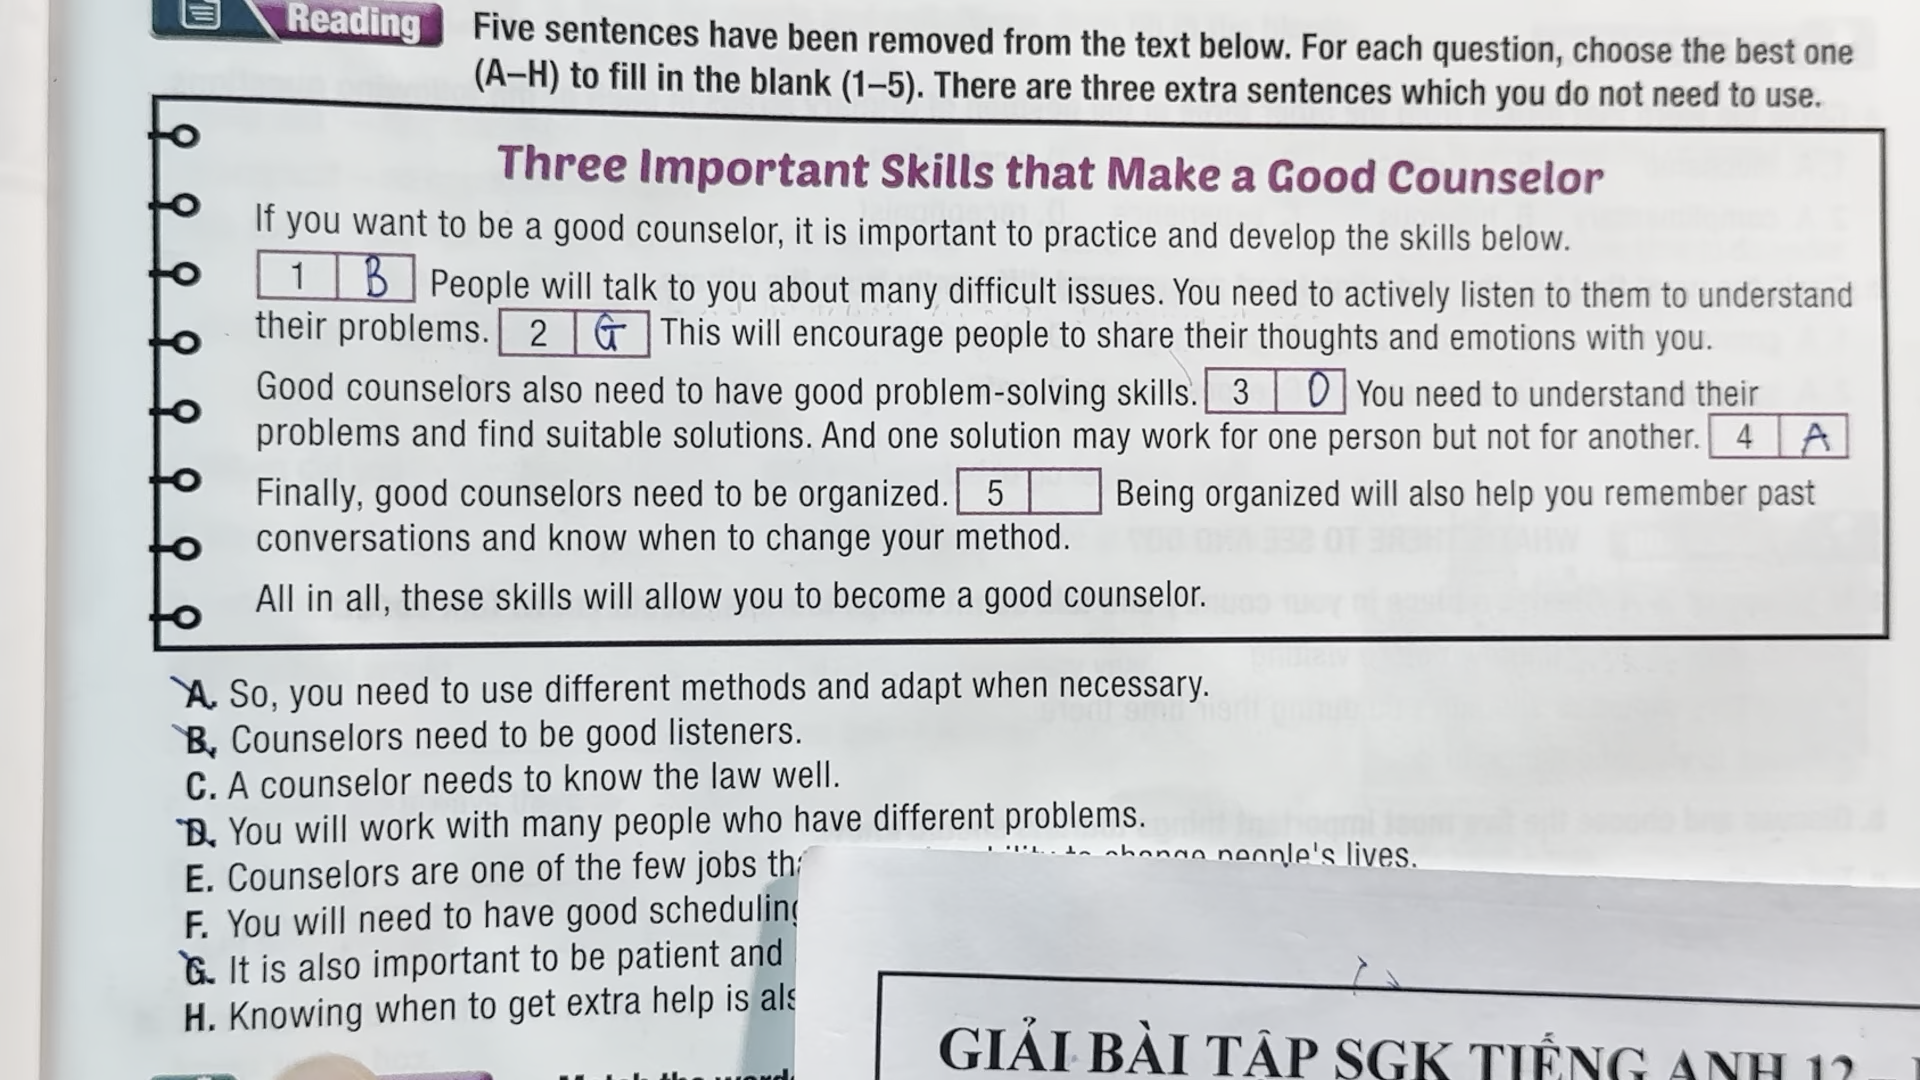 Reading Five sentences have been removed from the text below. For each question, choose the best one
(A–H) to fill in the blank (1–5). There are three extra sentences which you do not need to use.
Three Important Skills that Make a Good Counselor
If you want to be a good counselor, it is important to practice and develop the skills below.
1 B People will talk to you about many difficult issues. You need to actively listen to them to understand
their problems. 2 G This will encourage people to share their thoughts and emotions with you.
Good counselors also need to have good problem-solving skills. 3 D You need to understand their
problems and find suitable solutions. And one solution may work for one person but not for another. 4 A
Finally, good counselors need to be organized. 5 Being organized will also help you remember past
conversations and know when to change your method.
All in all, these skills will allow you to become a good counselor.
A. So, you need to use different methods and adapt when necessary.
B. Counselors need to be good listeners.
C. A counselor needs to know the law well.
D. You will work with many people who have different problems.
E. Counselors are one of the few jobs to change people's lives.
F. You will need to have good scheduling
G. It is also important to be patient and
H. Knowing when to get extra help is
GIẢI BÀI TẬP SGK TIẾNG ANH 12